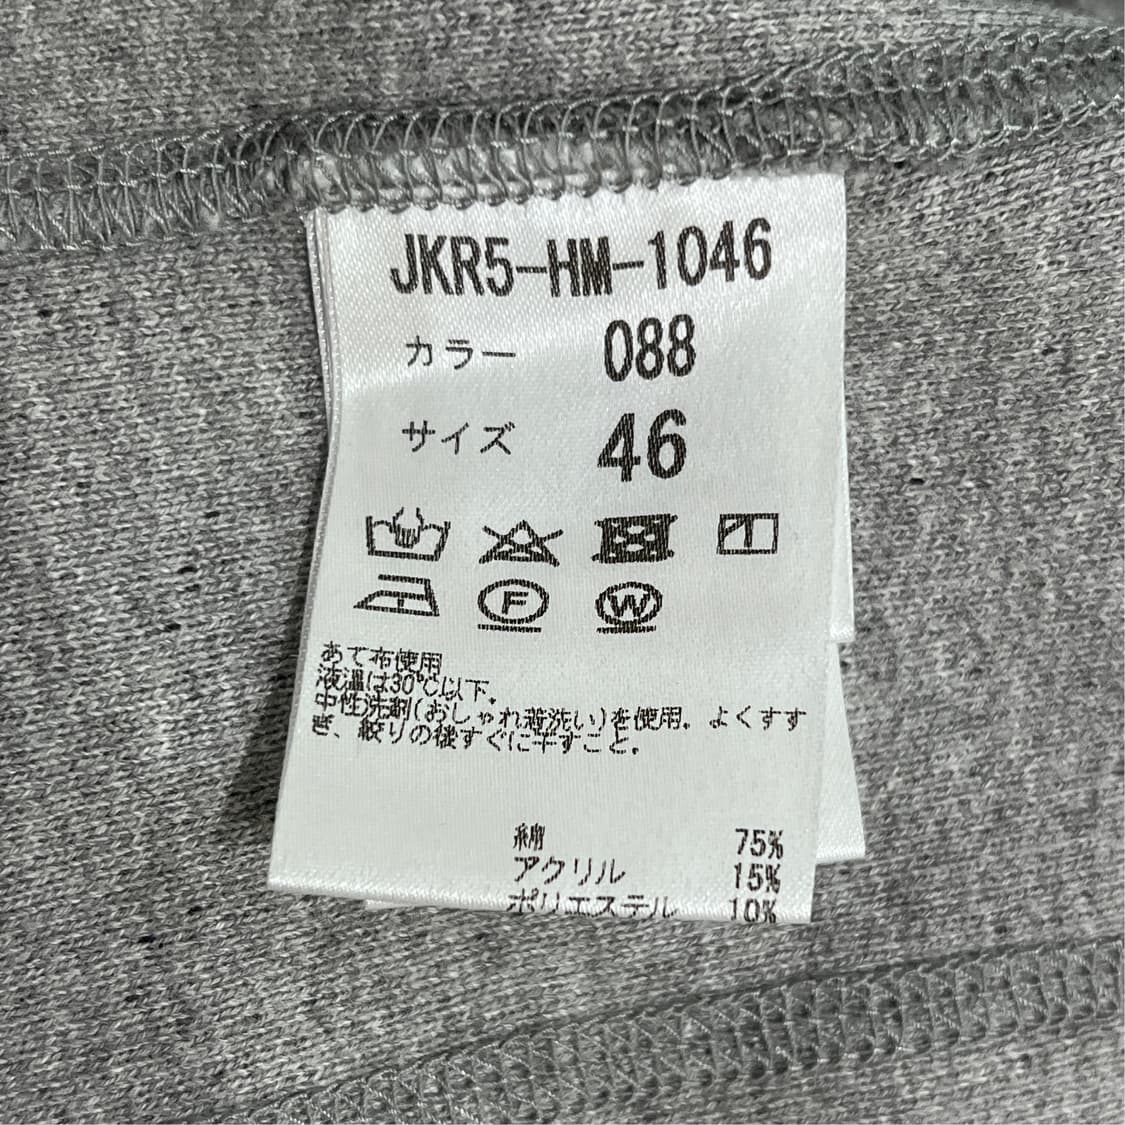 JKR5-HM-1046
カラー 088
サイズ 46
F W
あて布使用
液温は30℃以下。
中性洗剤(おしゃれ着洗い)を使用。よくすす
ぎ、絞りの後すぐに干すこと。
綿 75%
アクリル 15%
ポリエステル 10%